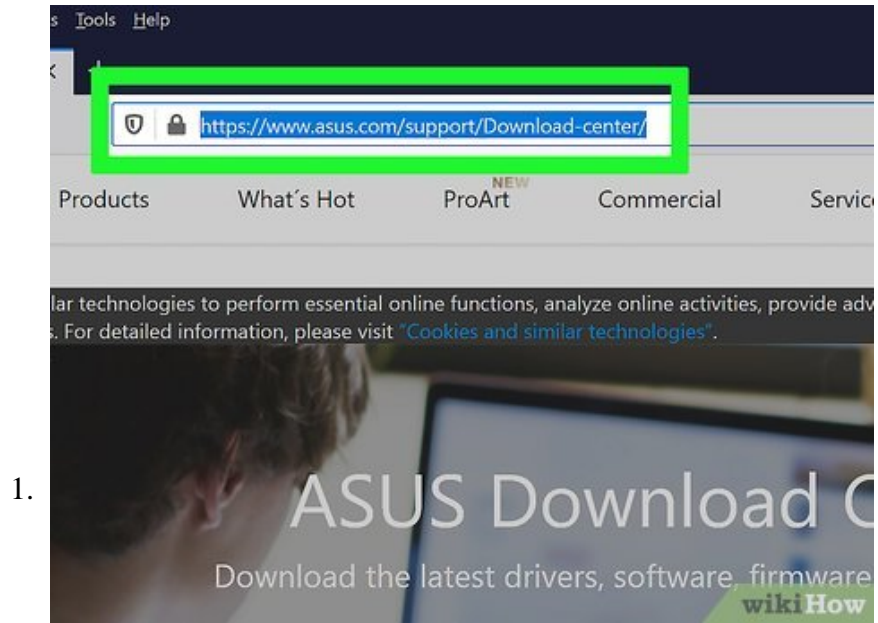 Tools Help
https://www.asus.com/support/Download-center/
NEW
Products What´s Hot ProArt Commercial Servic
lar technologies to perform essential online functions, analyze online activities, provide adv
s. For detailed information, please visit "Cookies and similar technologies".
1.
ASUS Download C
Download the latest drivers, software, firmware
wikiHow